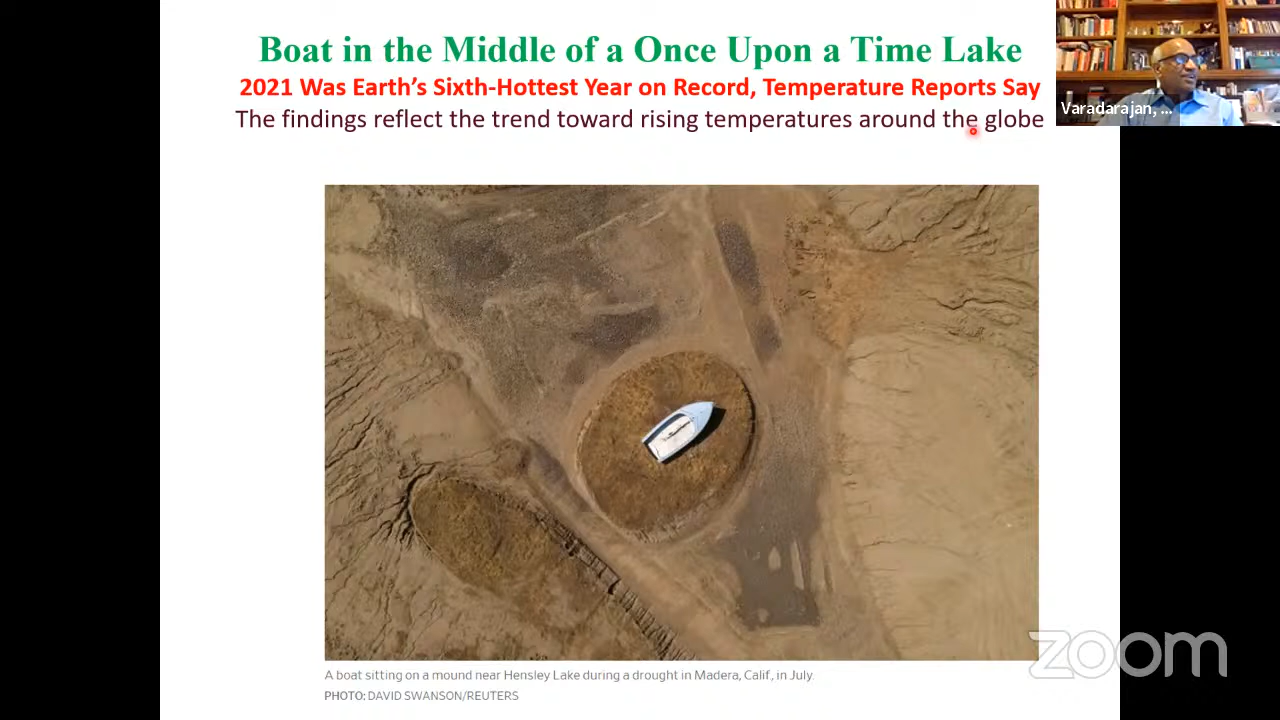 Boat in the Middle of a Once Upon a Time Lake
2021 Was Earth's Sixth-Hottest Year on Record, Temperature Reports Say
The findings reflect the trend toward rising temperatures around the globe
Varadarajan, ...
A boat sitting on a mound near Hensley Lake during a drought in Madera, Calif, in July.
PHOTO: DAVID SWANSON/REUTERS
zoom